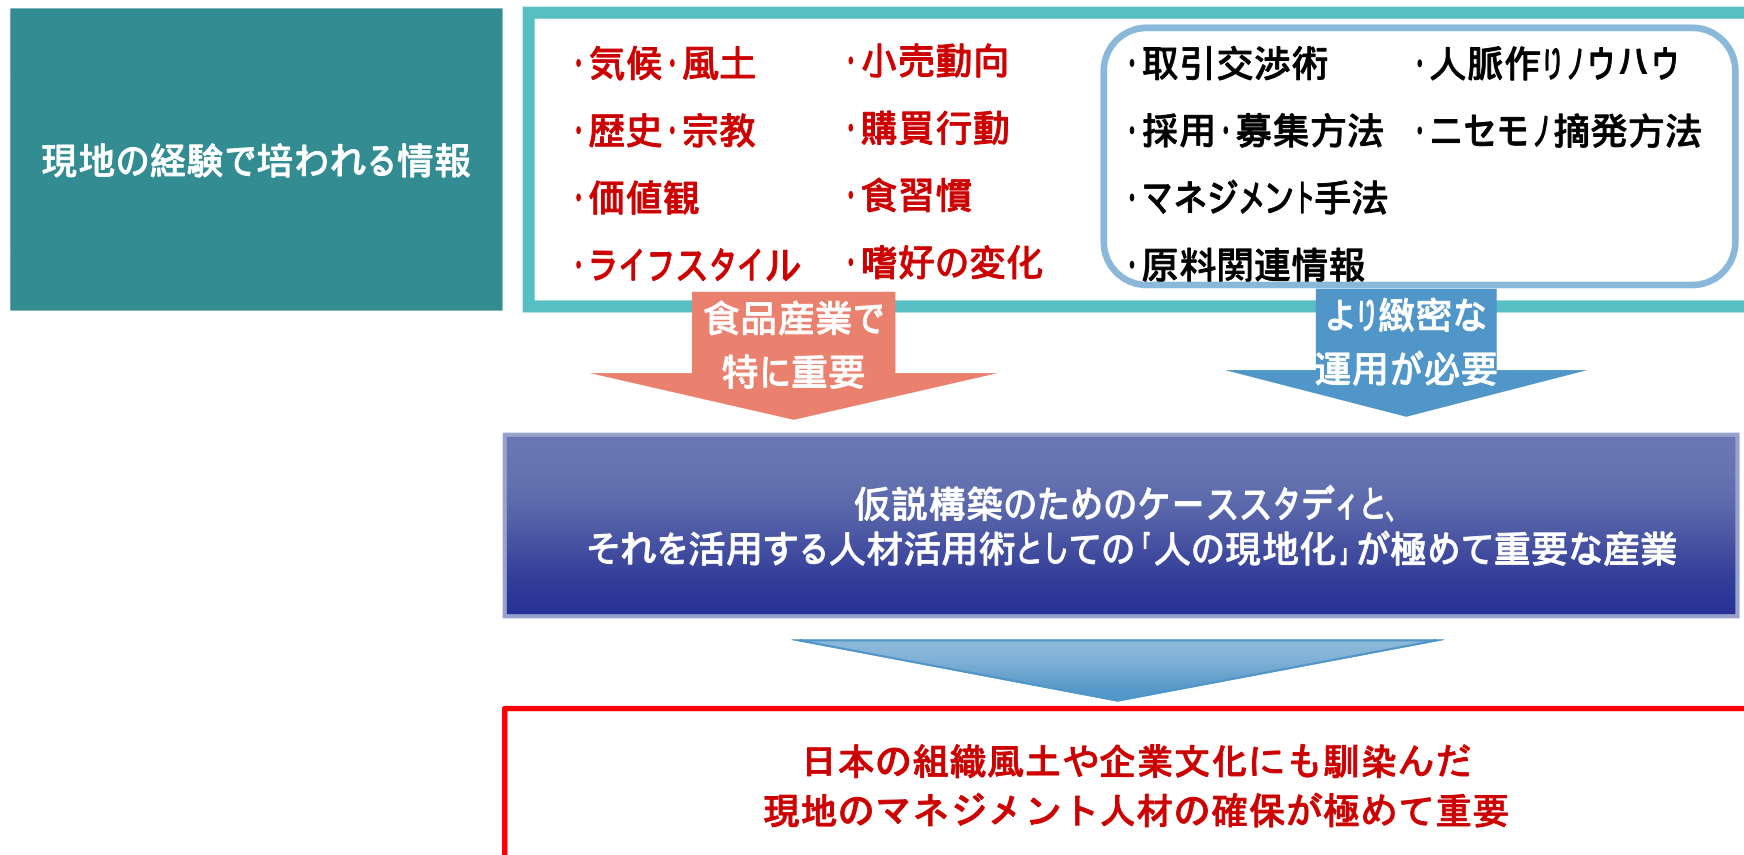 現地の経験で培われる情報
・気候・風土
・歴史・宗教
・価値観
・ライフスタイル
・小売動向
・購買行動
・食習慣
・嗜好の変化
・取引交渉術
・採用・募集方法
・マネジメント手法
・原料関連情報
・人脈作りノウハウ
・ニセモノ摘発方法
食品産業で
特に重要
より緻密な
運用が必要
仮説構築のためのケーススタディと、
それを活用する人材活用術としての「人の現地化」が極めて重要な産業
日本の組織風土や企業文化にも馴染んだ
現地のマネジメント人材の確保が極めて重要